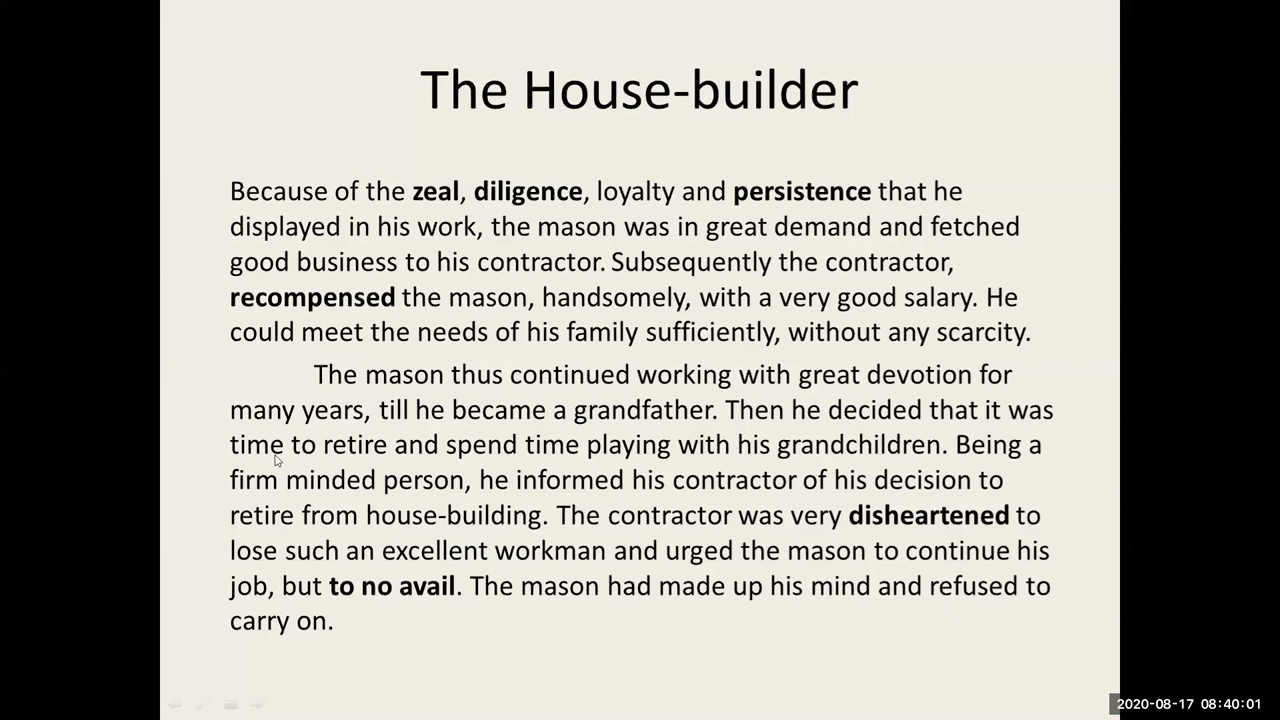 The House-builder
Because of the zeal, diligence, loyalty and persistence that he
displayed in his work, the mason was in great demand and fetched
good business to his contractor. Subsequently the contractor,
recompensed the mason, handsomely, with a very good salary. He
could meet the needs of his family sufficiently, without any scarcity.
The mason thus continued working with great devotion for
many years, till he became a grandfather. Then he decided that it was
time to retire and spend time playing with his grandchildren. Being a
firm minded person, he informed his contractor of his decision to
retire from house-building. The contractor was very disheartened to
lose such an excellent workman and urged the mason to continue his
job, but to no avail. The mason had made up his mind and refused to
carry on.
2020-08-17 08:40:01